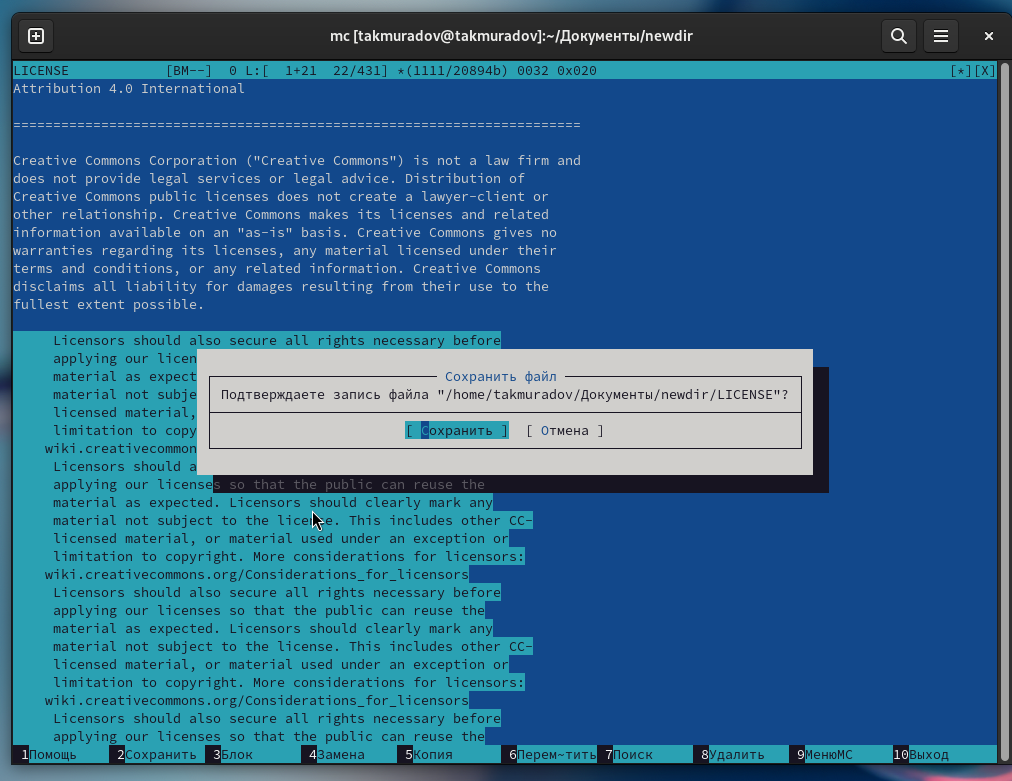 mc [takmuradov@takmuradov]:~/Документы/newdir
LICENSE [BM--] 0 L:[ 1+21 22/431] *(1111/20894b) 0032 0x020 [*][X]
Attribution 4.0 International
=======================================================================
Creative Commons Corporation ("Creative Commons") is not a law firm and
does not provide legal services or legal advice. Distribution of
Creative Commons public licenses does not create a lawyer-client or
other relationship. Creative Commons makes its licenses and related
information available on an "as-is" basis. Creative Commons gives no
warranties regarding its licenses, any material licensed under their
terms and conditions, or any related information. Creative Commons
disclaims all liability for damages resulting from their use to the
fullest extent possible.
Licensors should also secure all rights necessary before
applying our licen
material as expect
material not subje
licensed material,
limitation to copy
wiki.creativecommon
Licensors should a
Сохранить файл
Подтверждаете запись файла "/home/takmuradov/Документы/newdir/LICENSE"?
[ Сохранить ] [ Отмена ]
applying our licenses so that the public can reuse the
material as expected. Licensors should clearly mark any
material not subject to the license. This includes other CC-
licensed material, or material used under an exception or
limitation to copyright. More considerations for licensors:
wiki.creativecommons.org/Considerations_for_licensors
Licensors should also secure all rights necessary before
applying our licenses so that the public can reuse the
material as expected. Licensors should clearly mark any
material not subject to the license. This includes other CC-
licensed material, or material used under an exception or
limitation to copyright. More considerations for licensors:
wiki.creativecommons.org/Considerations_for_licensors
Licensors should also secure all rights necessary before
applying our licenses so that the public can reuse the
1Помощь 2Сохранить 3Блок 4Замена 5Копия 6Перем~тить 7Поиск 8Удалить 9МенюMC 10Выход